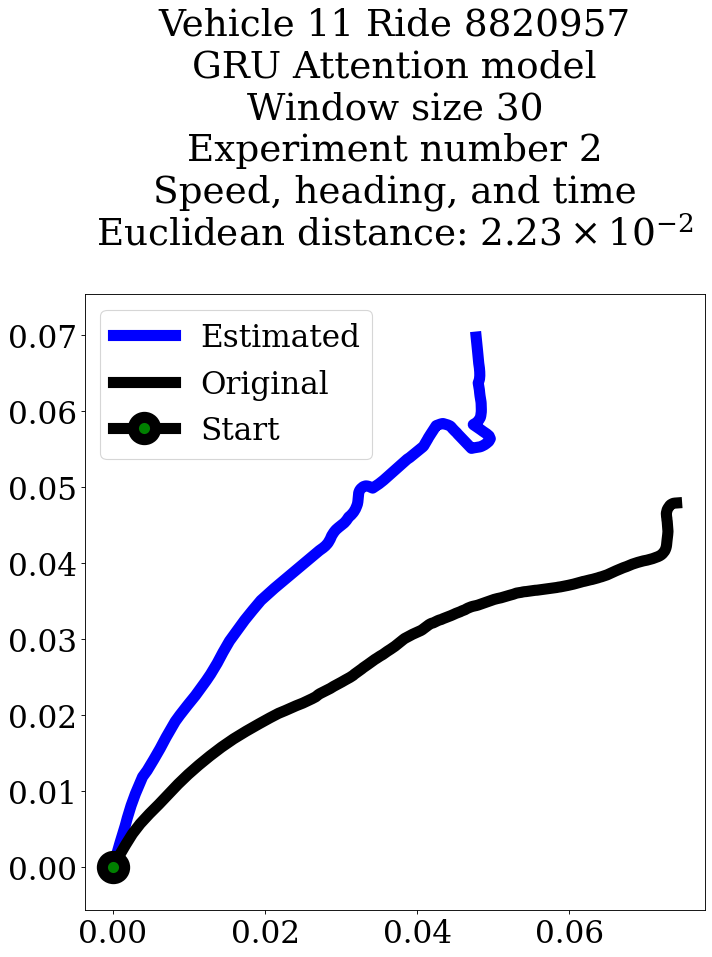 Vehicle 11 Ride 8820957
GRU Attention model
Window size 30
Experiment number 2
Speed, heading, and time
Euclidean distance: 2.23 × 10⁻²
Estimated
Original
Start
0.07
0.06
0.05
0.04
0.03
0.02
0.01
0.00
0.00 0.02 0.04 0.06